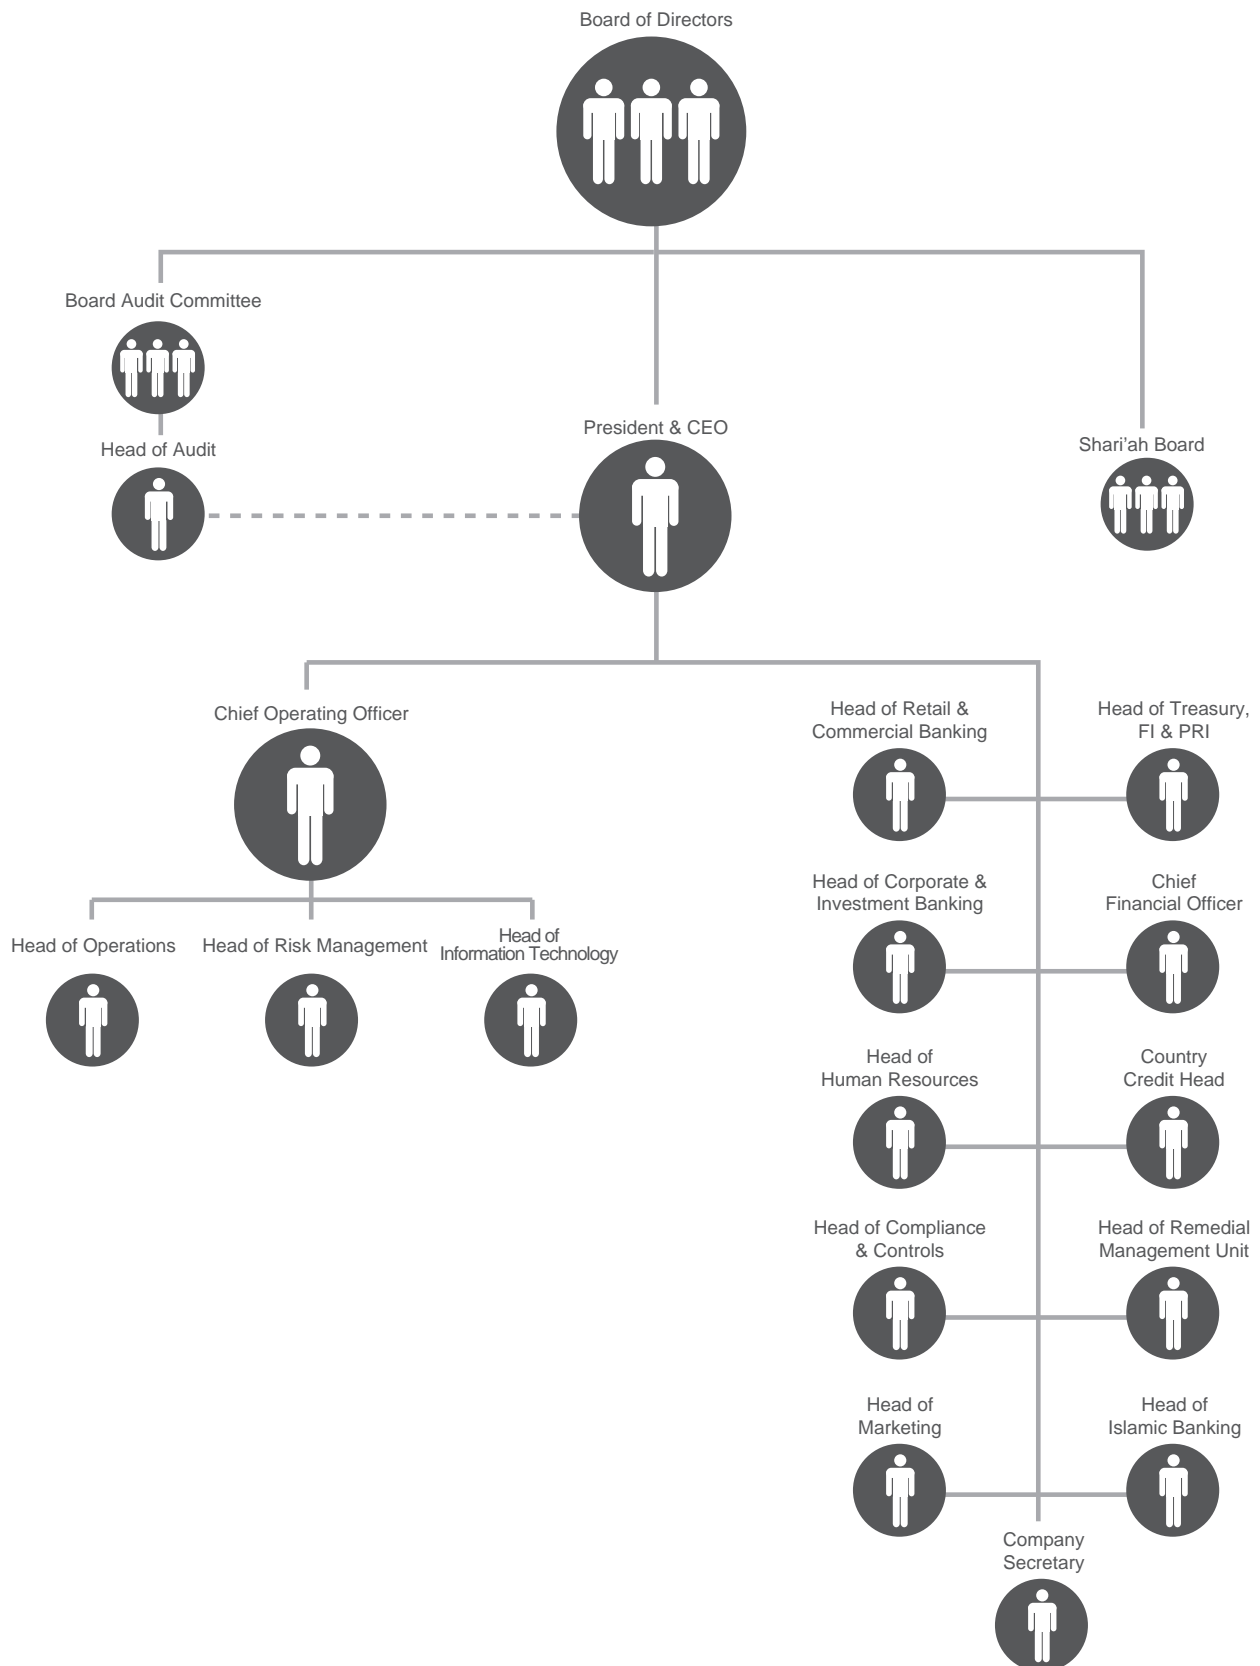 Board of Directors
Board Audit Committee
President & CEO
Head of Audit
Shari'ah Board
Chief Operating Officer
Head of Retail &
Commercial Banking
Head of Treasury,
FI & PRI
Head of Corporate &
Investment Banking
Chief
Financial Officer
Head of Operations
Head of Risk Management
Head of
Information Technology
Head of
Human Resources
Country
Credit Head
Head of Compliance
& Controls
Head of Remedial
Management Unit
Head of
Marketing
Head of
Islamic Banking
Company
Secretary